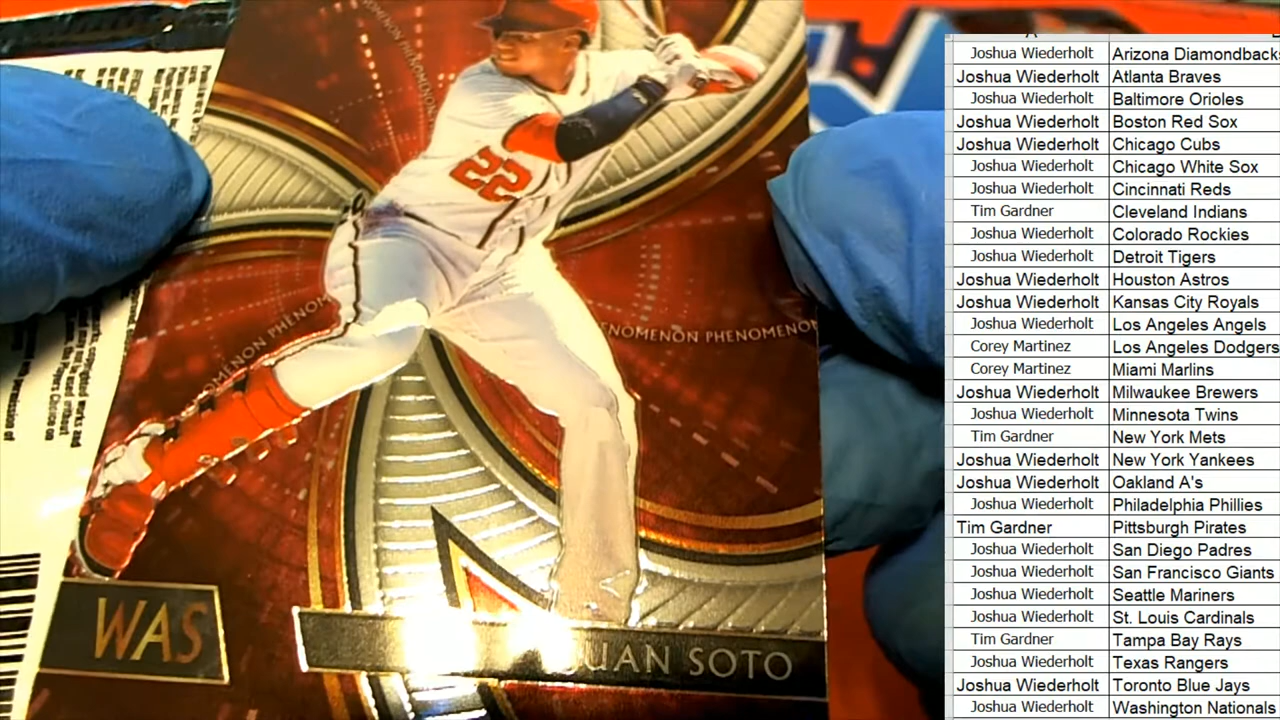 22
PHENOMENON
NOMENON PHENOMENO
WAS
JUAN SOTO
Joshua Wiederholt Arizona Diamondbacks
Joshua Wiederholt Atlanta Braves
Joshua Wiederholt Baltimore Orioles
Joshua Wiederholt Boston Red Sox
Joshua Wiederholt Chicago Cubs
Joshua Wiederholt Chicago White Sox
Joshua Wiederholt Cincinnati Reds
Tim Gardner Cleveland Indians
Joshua Wiederholt Colorado Rockies
Joshua Wiederholt Detroit Tigers
Joshua Wiederholt Houston Astros
Joshua Wiederholt Kansas City Royals
Joshua Wiederholt Los Angeles Angels
Corey Martinez Los Angeles Dodgers
Corey Martinez Miami Marlins
Joshua Wiederholt Milwaukee Brewers
Joshua Wiederholt Minnesota Twins
Tim Gardner New York Mets
Joshua Wiederholt New York Yankees
Joshua Wiederholt Oakland A's
Joshua Wiederholt Philadelphia Phillies
Tim Gardner Pittsburgh Pirates
Joshua Wiederholt San Diego Padres
Joshua Wiederholt San Francisco Giants
Joshua Wiederholt Seattle Mariners
Joshua Wiederholt St. Louis Cardinals
Tim Gardner Tampa Bay Rays
Joshua Wiederholt Texas Rangers
Joshua Wiederholt Toronto Blue Jays
Joshua Wiederholt Washington Nationals